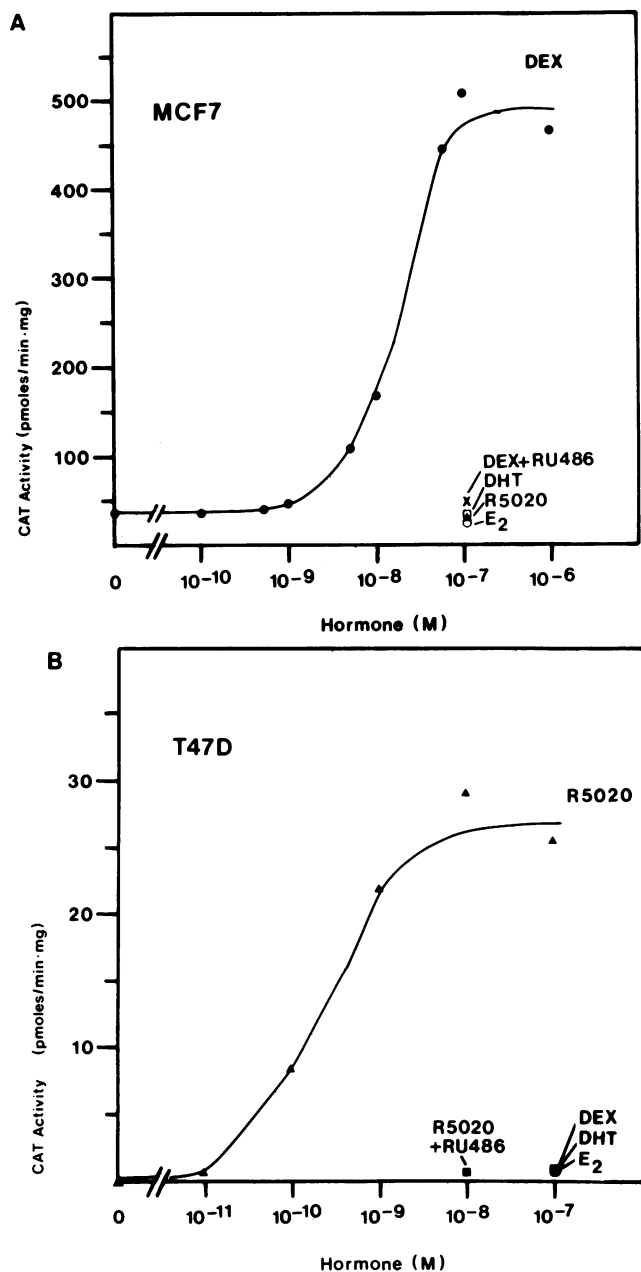 A
DEX
MCF7
500
400
300
200
100
CAT Activity (pmoles/min·mg)
DEX+RU486
DHT
R5020
E2
0
10-10
10-9
10-8
10-7
10-6
Hormone (M)
B
T47D
R5020
30
20
10
CAT Activity (pmoles/min·mg)
R5020
+RU486
DEX
DHT
E2
0
10-11
10-10
10-9
10-8
10-7
Hormone (M)